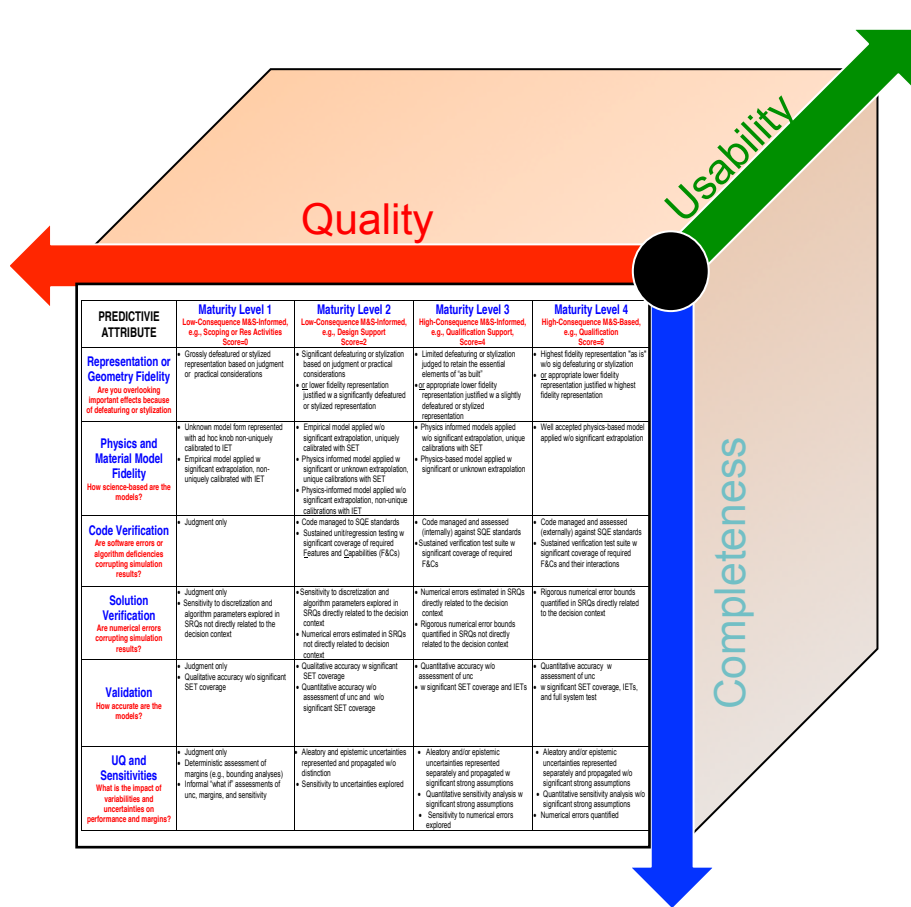 Usability
Quality
Completeness
PREDICTIVIE
ATTRIBUTE
Maturity Level 1
Low-Consequence M&S-Informed,
e.g., Scoping or Res Activities
Score=0
Maturity Level 2
Low-Consequence M&S-Informed,
e.g., Design Support
Score=2
Maturity Level 3
High-Consequence M&S-Informed,
e.g., Qualification Support,
Score=4
Maturity Level 4
High-Consequence M&S-Based,
e.g., Qualification
Score=6
Representation or
Geometry Fidelity
Are you overlooking
important effects because
of defeaturing or stylization
• Grossly defeatured or stylized
representation based on judgment
or practical considerations
• Significant defeaturing or stylization
based on judgment or practical
considerations
• or lower fidelity representation
justified w a significantly defeatured
or stylized representation
• Limited defeaturing or stylization
judged to retain the essential
elements of "as built"
• or appropriate lower fidelity
representation justified w a slightly
defeatured or stylized
representation
• Highest fidelity representation "as is"
w/o sig defeaturing or stylization
• or appropriate lower fidelity
representation justified w highest
fidelity representation
Physics and
Material Model
Fidelity
How science-based are the
models?
• Unknown model form represented
with ad hoc knob non-uniquely
calibrated to IET
• Empirical model applied w
significant extrapolation, non-
uniquely calibrated with IET
• Empirical model applied w/o
significant extrapolation, uniquely
calibrated with SET
• Physics informed model applied w
significant or unknown extrapolation,
unique calibrations with SET
• Physics-informed model applied w/o
significant extrapolation, non-unique
calibrations with IET
• Physics informed models applied
w/o significant extrapolation, unique
calibrations with SET
• Physics-based model applied w
significant or unknown extrapolation
• Well accepted physics-based model
applied w/o significant extrapolation
Code Verification
Are software errors or
algorithm deficiencies
corrupting simulation
results?
• Judgment only
• Code managed to SQE standards
• Sustained unit/regression testing w
significant coverage of required
Features and Capabilities (F&Cs)
• Code managed and assessed
(internally) against SQE standards
• Sustained verification test suite w
significant coverage of required
F&Cs
• Code managed and assessed
(externally) against SQE standards
• Sustained verification test suite w
significant coverage of required
F&Cs and their interactions
Solution
Verification
Are numerical errors
corrupting simulation
results?
• Judgment only
• Sensitivity to discretization and
algorithm parameters explored in
SRQs not directly related to the
decision context
• Sensitivity to discretization and
algorithm parameters explored in
SRQs directly related to the decision
context
• Numerical errors estimated in SRQs
not directly related to decision
context
• Numerical errors estimated in SRQs
directly related to the decision
context
• Rigorous numerical error bounds
quantified in SRQs not directly
related to the decision context
• Rigorous numerical error bounds
quantified in SRQs directly related
to the decision context
Validation
How accurate are the
models?
• Judgment only
• Qualitative accuracy w/o significant
SET coverage
• Qualitative accuracy w significant
SET coverage
• Quantitative accuracy w/o
assessment of unc and w/o
significant SET coverage
• Quantitative accuracy w/o
assessment of unc
• w significant SET coverage and IETs
• Quantitative accuracy w
assessment of unc
• w significant SET coverage, IETs,
and full system test
UQ and
Sensitivities
What is the impact of
variabilities and
uncertainties on
performance and margins?
• Judgment only
• Deterministic assessment of
margins (e.g., bounding analyses)
• Informal "what if" assessments of
unc, margins, and sensitivity
• Aleatory and epistemic uncertainties
represented and propagated w/o
distinction
• Sensitivity to uncertainties explored
• Aleatory and/or epistemic
uncertainties represented
separately and propagated w
significant strong assumptions
• Quantitative sensitivity analysis w
significant strong assumptions
• Sensitivity to numerical errors
explored
• Aleatory and/or epistemic
uncertainties represented
separately and propagated w/o
significant strong assumptions
• Quantitative sensitivity analysis w/o
significant strong assumptions
• Numerical errors quantified